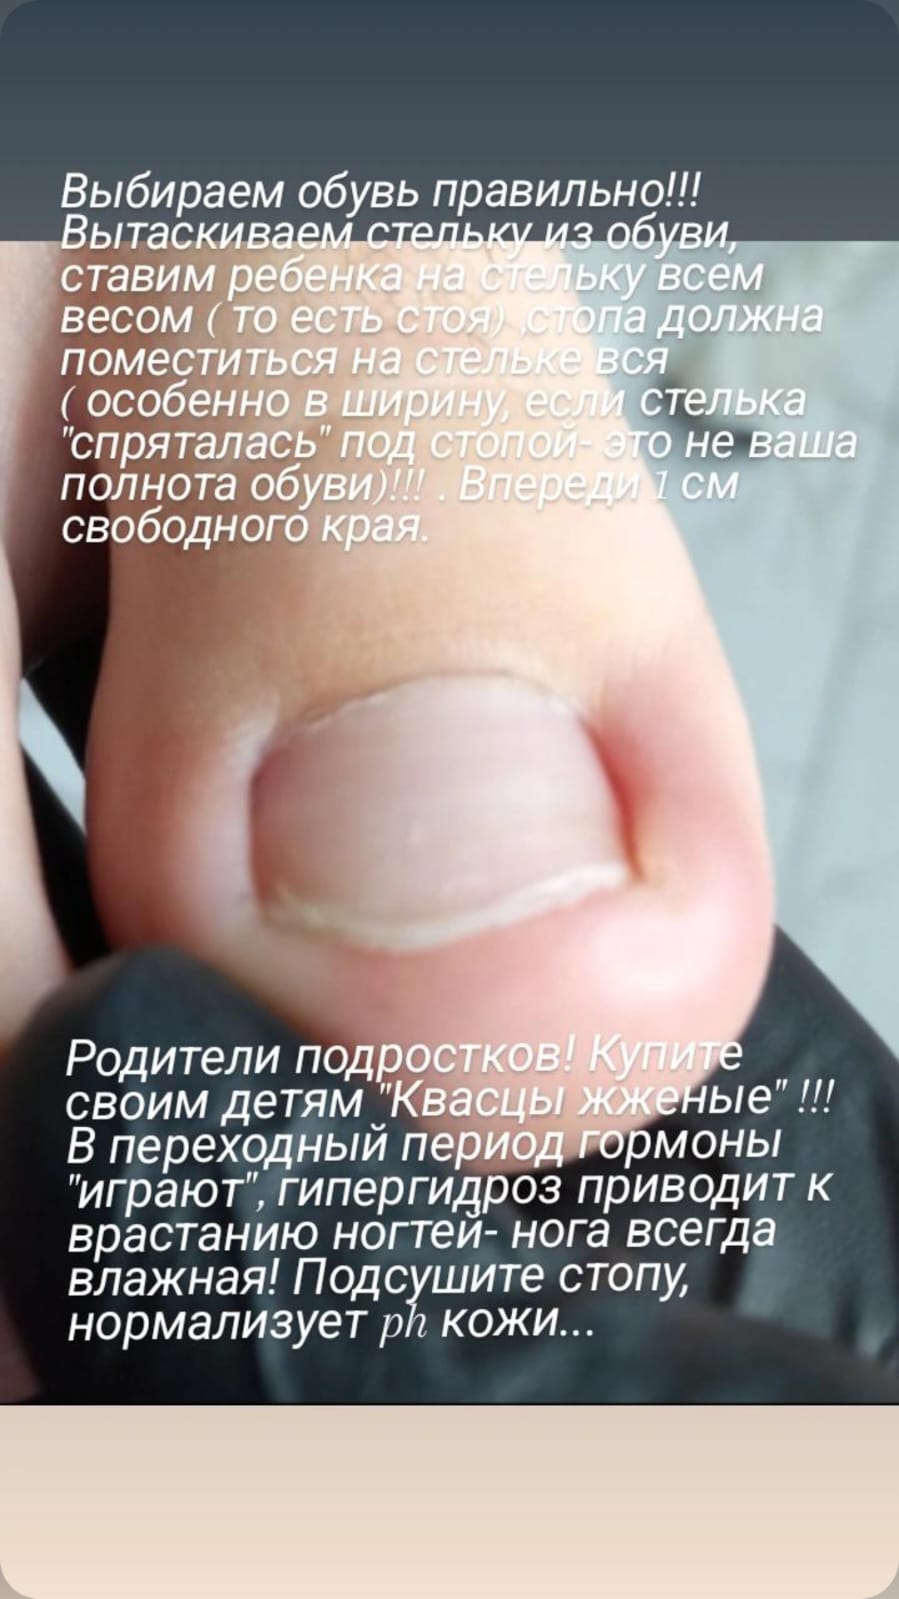 Выбираем обувь правильно!!!
Вытаскиваем стельку из обуви,
ставим ребенка на стельку всем
весом ( то есть стоя) ,стопа должна
поместиться на стельке вся
( особенно в ширину, если стелька
"спряталась" под стопой- это не ваша
полнота обуви)!!! . Впереди 1 см
свободного края.
Родители подростков! Купите
своим детям "Квасцы жженые" !!!
В переходный период гормоны
"играют", гипергидроз приводит к
врастанию ногтей- нога всегда
влажная! Подсушите стопу,
нормализует ph кожи...